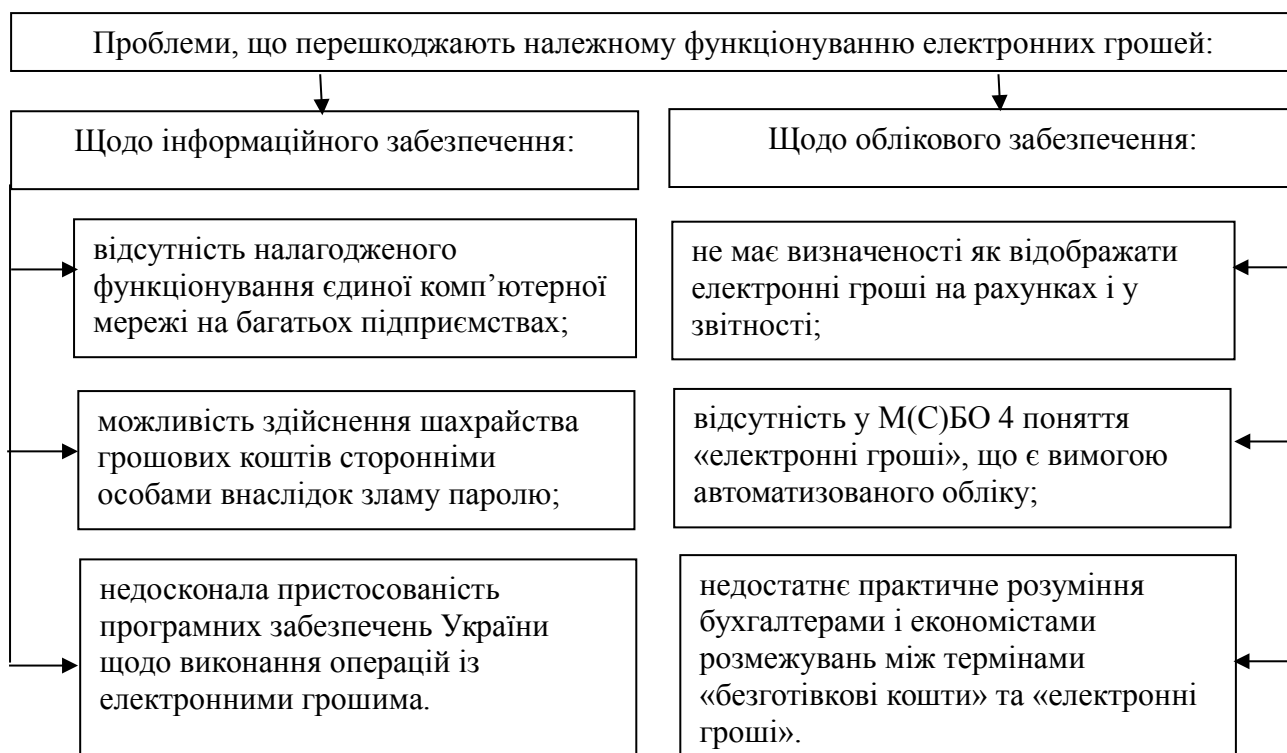 Проблеми, що перешкоджають належному функціонуванню електронних грошей:
Щодо інформаційного забезпечення:
відсутність налагодженого
функціонування єдиної комп’ютерної
мережі на багатьох підприємствах;
можливість здійснення шахрайства
грошових коштів сторонніми
особами внаслідок зламу паролю;
недосконала пристосованість
програмних забезпечень України
щодо виконання операцій із
електронними грошима.
Щодо облікового забезпечення:
не має визначеності як відображати
електронні гроші на рахунках і у
звітності;
відсутність у М(С)БО 4 поняття
«електронні гроші», що є вимогою
автоматизованого обліку;
недостатнє практичне розуміння
бухгалтерами і економістами
розмежувань між термінами
«безготівкові кошти» та «електронні
гроші».